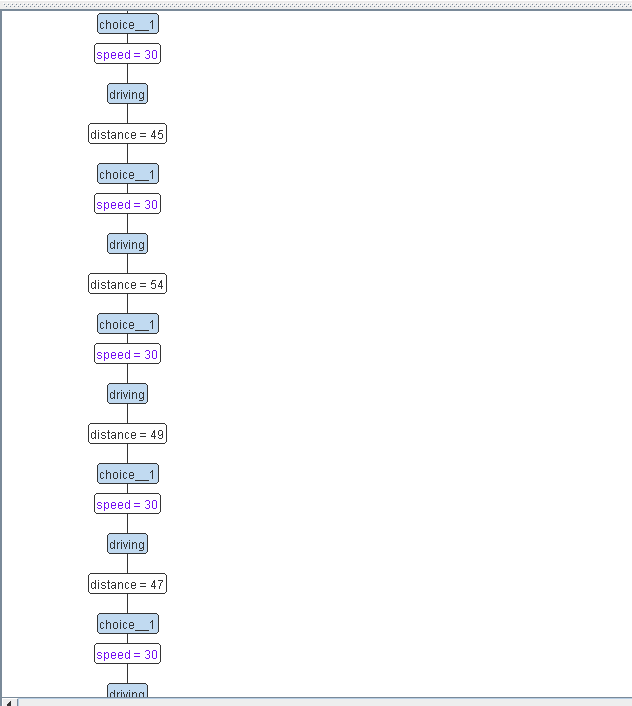 choice__1
speed = 30
driving
distance = 45
choice__1
speed = 30
driving
distance = 54
choice__1
speed = 30
driving
distance = 49
choice__1
speed = 30
driving
distance = 47
choice__1
speed = 30
driving